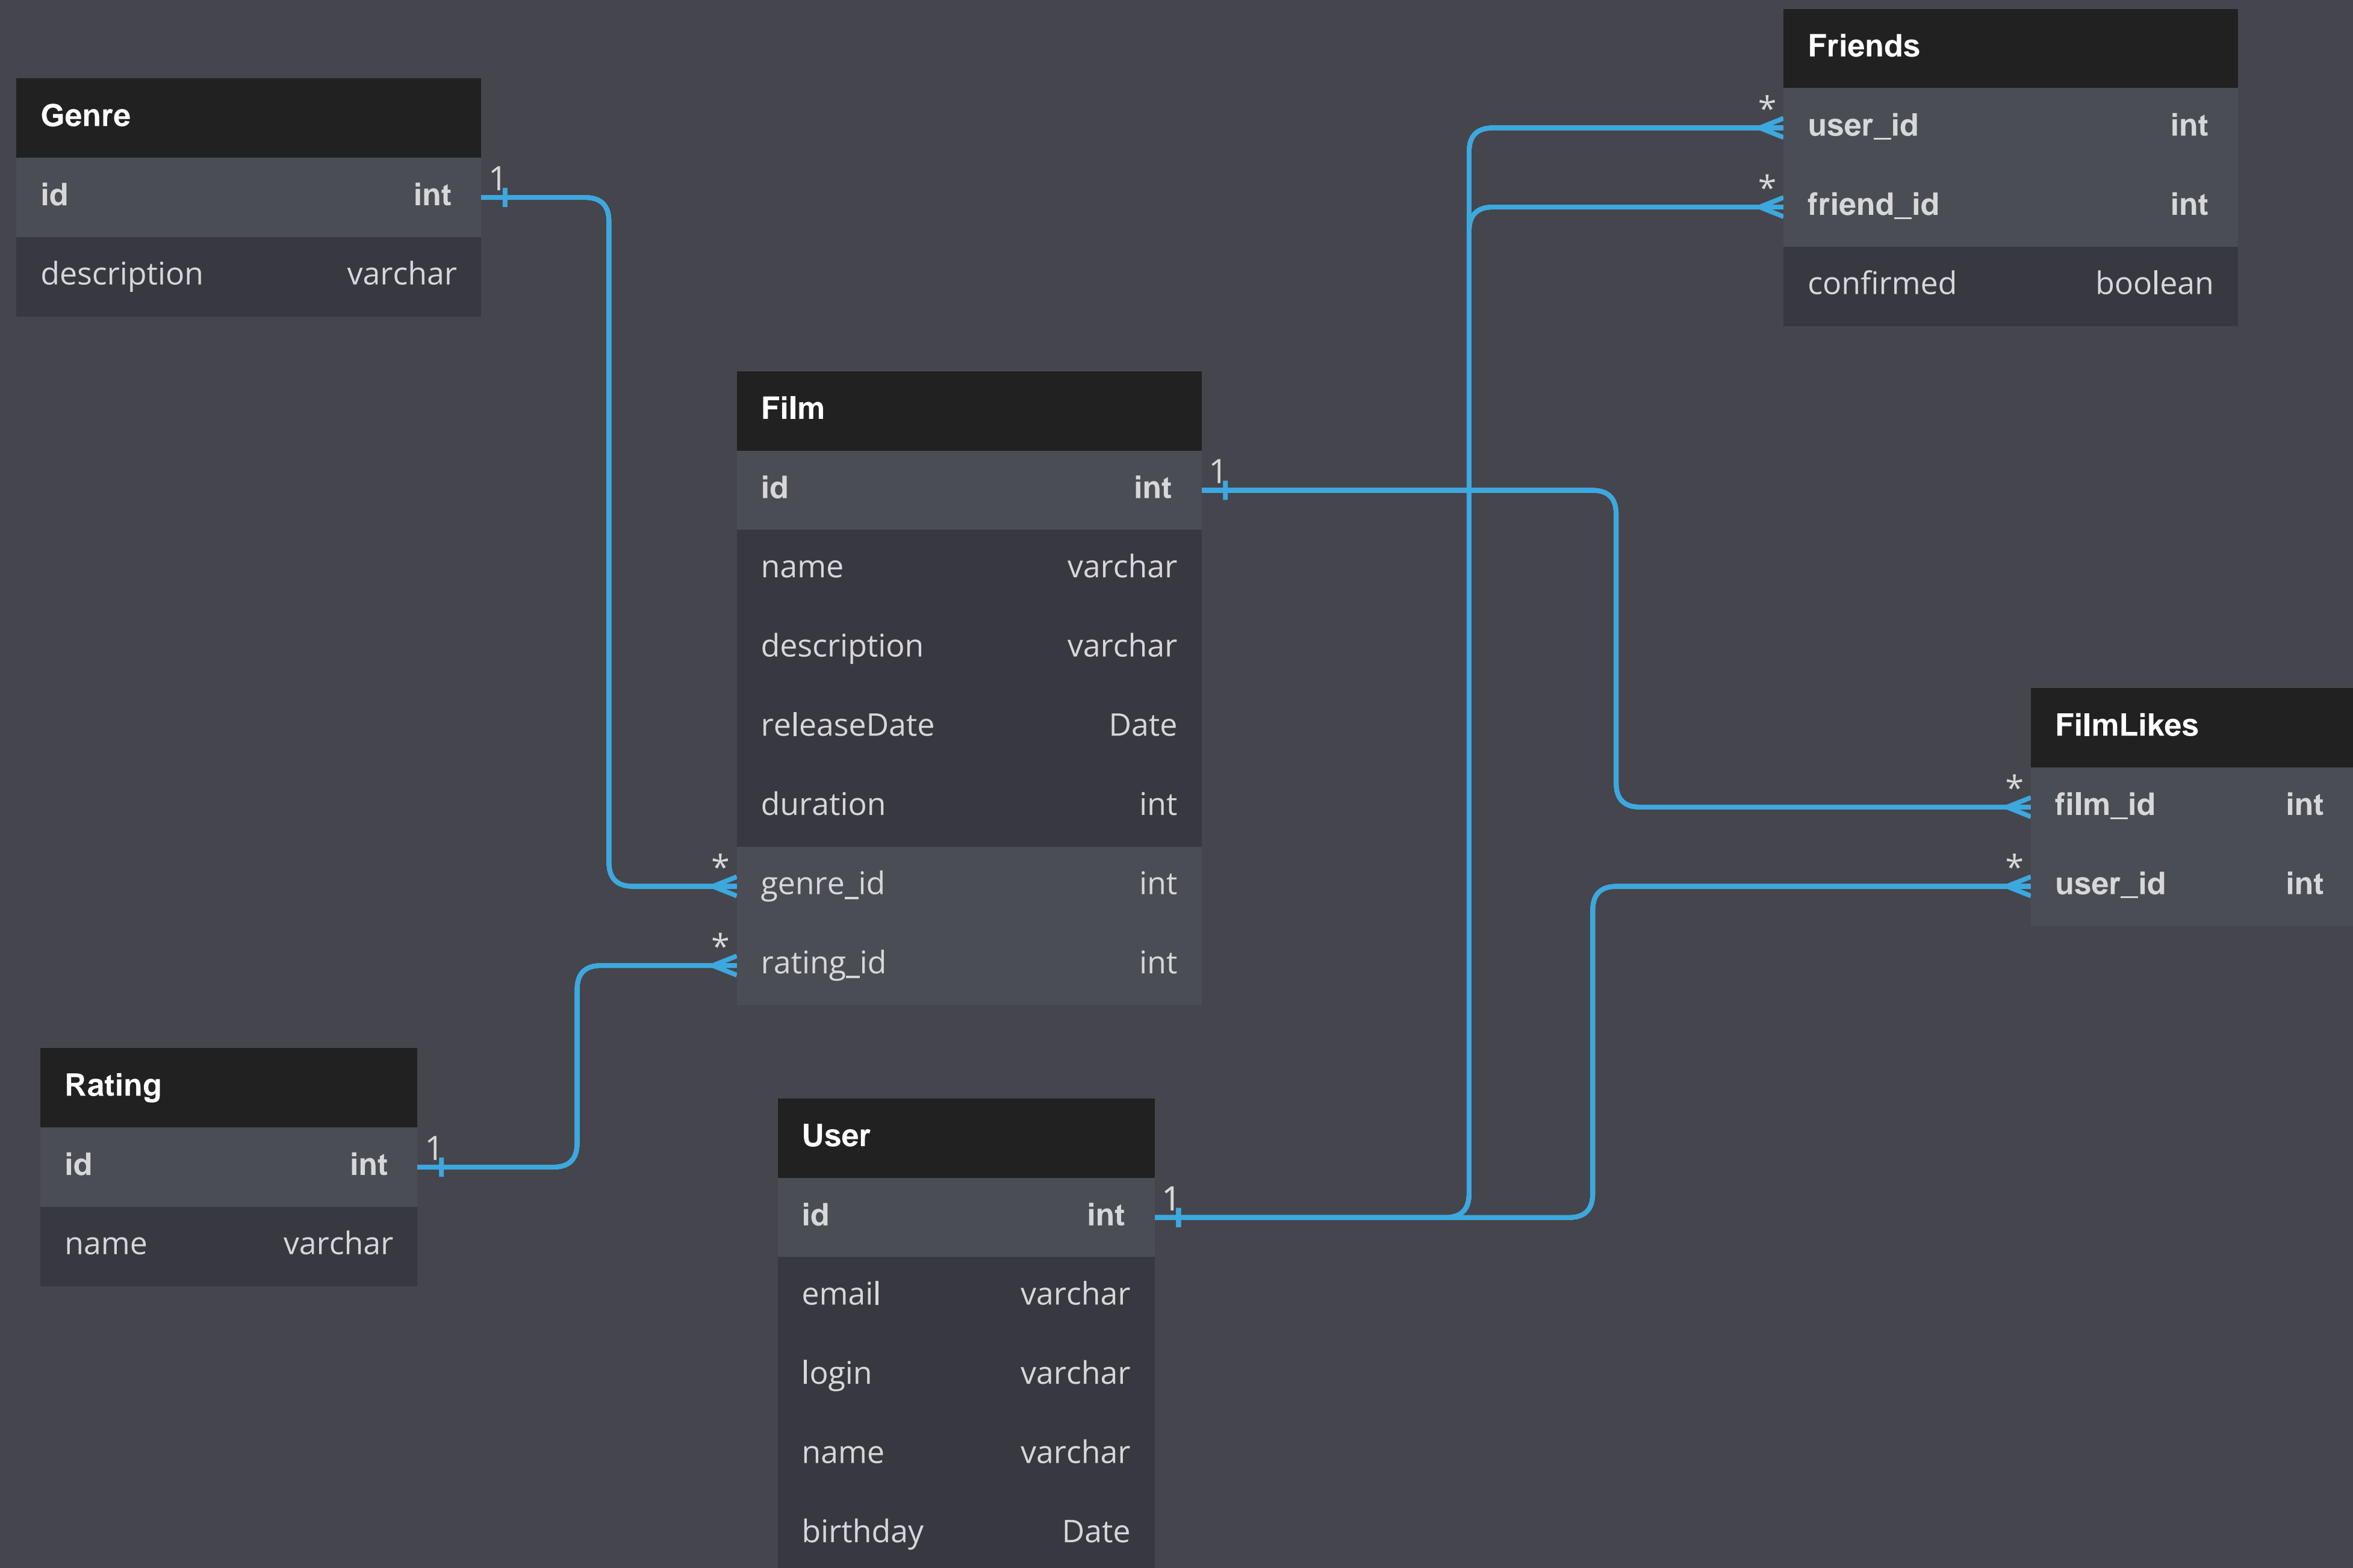 Genre
id int
description varchar
1
*
Rating
id int
name varchar
1
*
Film
id int
name varchar
description varchar
releaseDate Date
duration int
genre_id int
rating_id int
1
User
id int
email varchar
login varchar
name varchar
birthday Date
1
Friends
* user_id int
* friend_id int
confirmed boolean
FilmLikes
* film_id int
* user_id int